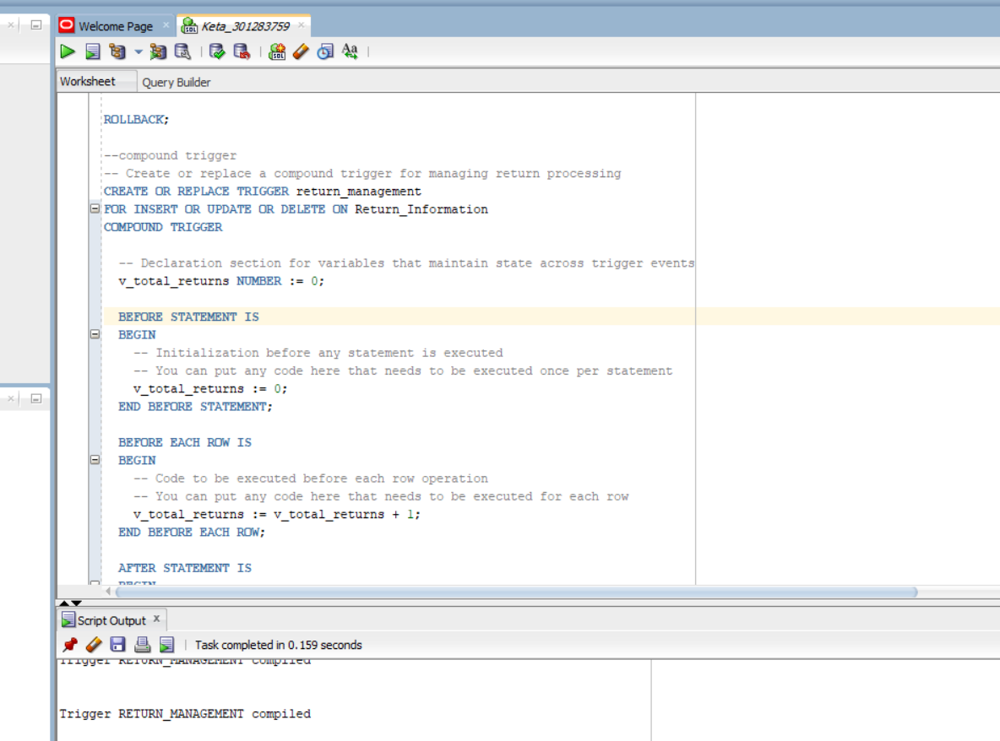 Welcome Page
Keta_301283759
Worksheet
Query Builder
ROLLBACK;
--compound trigger
-- Create or replace a compound trigger for managing return processing
CREATE OR REPLACE TRIGGER return_management
FOR INSERT OR UPDATE OR DELETE ON Return_Information
COMPOUND TRIGGER
-- Declaration section for variables that maintain state across trigger events
v_total_returns NUMBER := 0;
BEFORE STATEMENT IS
BEGIN
-- Initialization before any statement is executed
-- You can put any code here that needs to be executed once per statement
v_total_returns := 0;
END BEFORE STATEMENT;
BEFORE EACH ROW IS
BEGIN
-- Code to be executed before each row operation
-- You can put any code here that needs to be executed for each row
v_total_returns := v_total_returns + 1;
END BEFORE EACH ROW;
AFTER STATEMENT IS
BEGIN
Script Output x
Task completed in 0.159 seconds
Trigger RETURN_MANAGEMENT compiled
Trigger RETURN_MANAGEMENT compiled